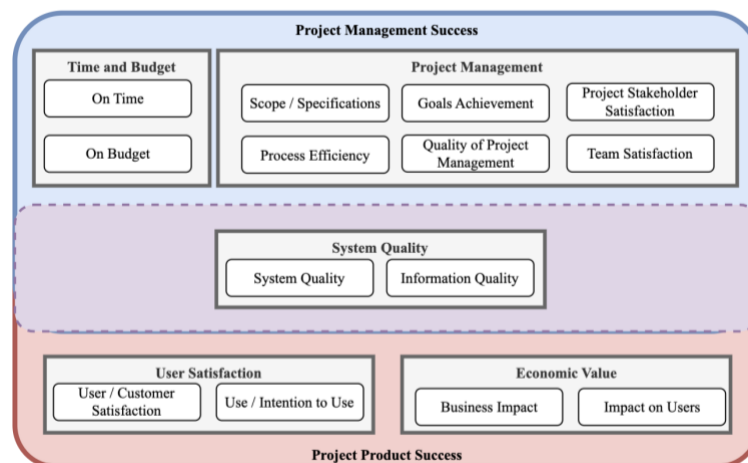 Project Management Success
Time and Budget
On Time
On Budget
Project Management
Scope / Specifications
Goals Achievement
Project Stakeholder
Satisfaction
Process Efficiency
Quality of Project
Management
Team Satisfaction
System Quality
System Quality
Information Quality
User Satisfaction
User / Customer
Satisfaction
Use / Intention to Use
Economic Value
Business Impact
Impact on Users
Project Product Success